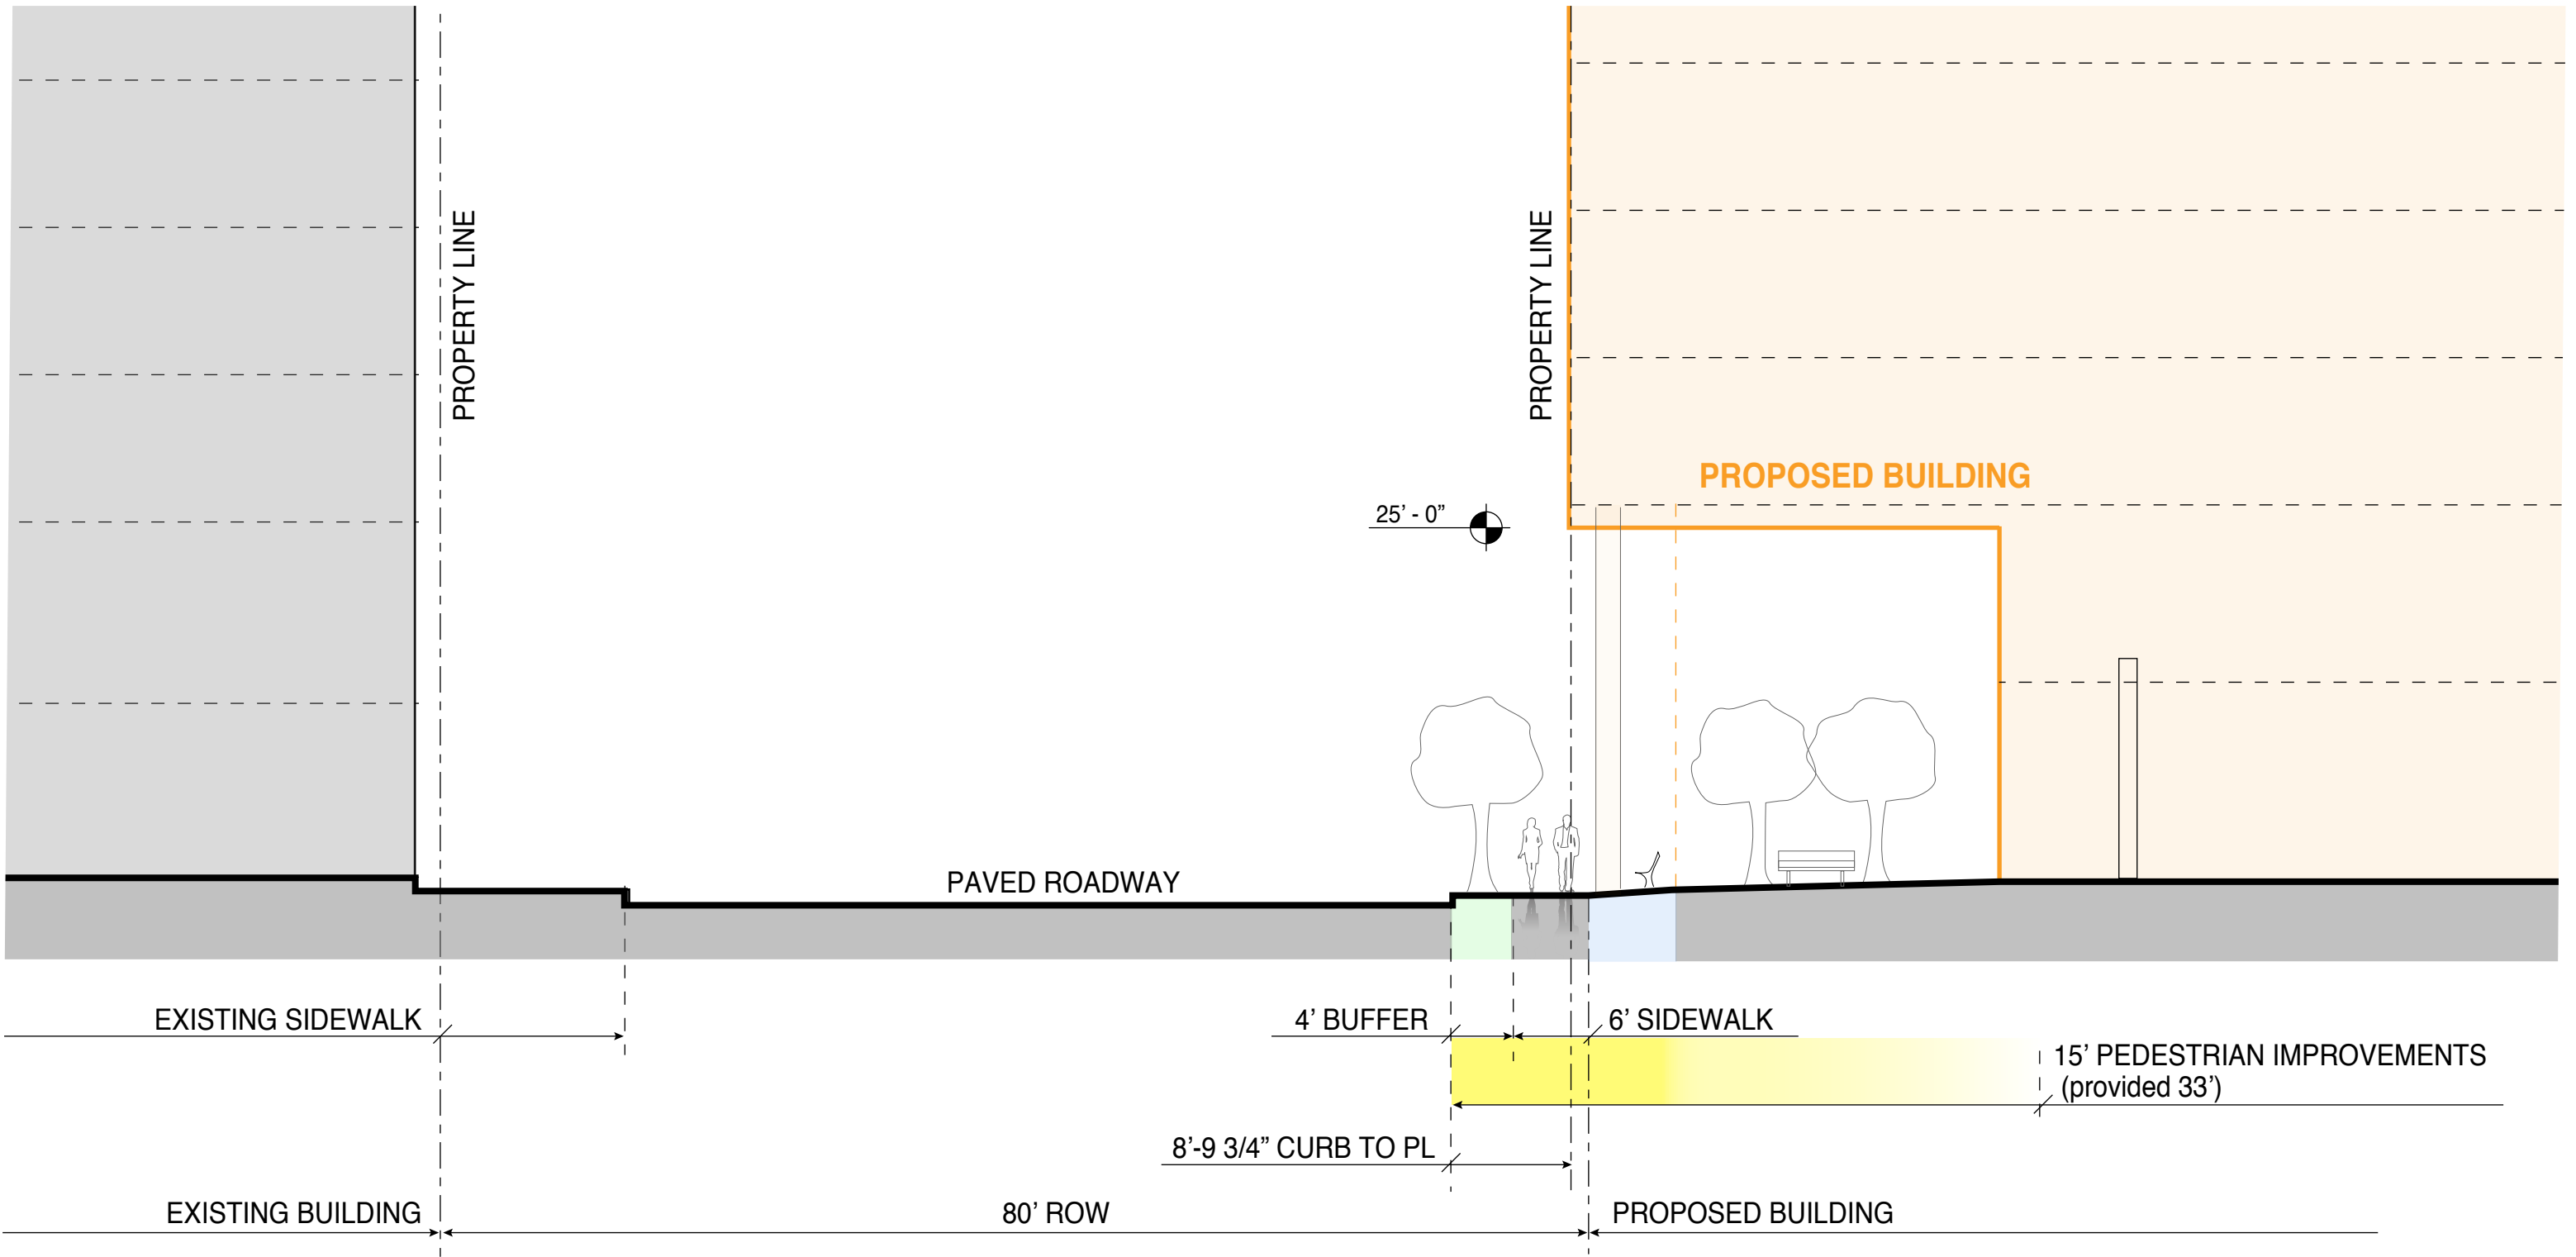 PROPERTY LINE
PROPERTY LINE
PROPOSED BUILDING
25’ - 0”
PAVED ROADWAY
EXISTING SIDEWALK
4’ BUFFER
6’ SIDEWALK
15’ PEDESTRIAN IMPROVEMENTS
(provided 33’)
8’-9 3/4” CURB TO PL
EXISTING BUILDING
80’ ROW
PROPOSED BUILDING